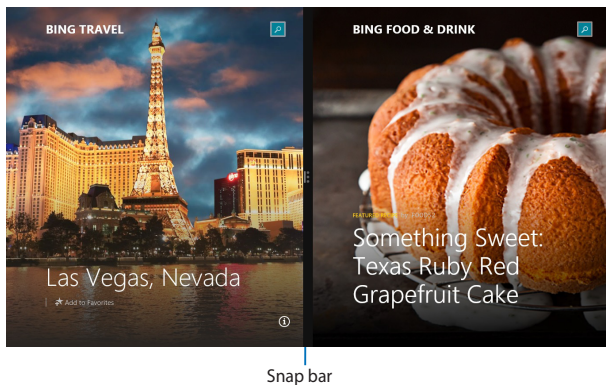 BING TRAVEL
Las Vegas, Nevada
Add to Favorites
BING FOOD & DRINK
Something Sweet:
Texas Ruby Red
Grapefruit Cake
Snap bar